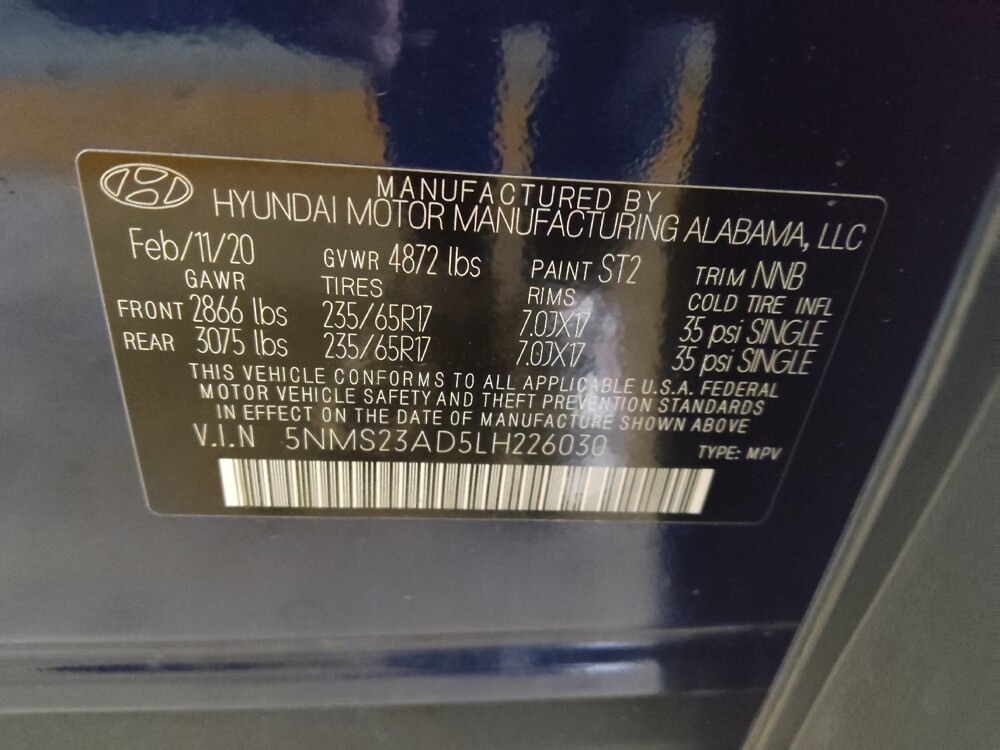 MANUFACTURED BY
HYUNDAI MOTOR MANUFACTURING ALABAMA, LLC
Feb/11/20 GVWR 4872 lbs PAINT ST2 TRIM NNB
GAWR TIRES RIMS COLD TIRE INFL
FRONT 2866 lbs 235/65R17 7.0JX17 35 psi SINGLE
REAR 3075 lbs 235/65R17 7.0JX17 35 psi SINGLE
THIS VEHICLE CONFORMS TO ALL APPLICABLE U.S.A. FEDERAL
MOTOR VEHICLE SAFETY AND THEFT PREVENTION STANDARDS
IN EFFECT ON THE DATE OF MANUFACTURE SHOWN ABOVE
V.I.N 5NMS23AD5LH226030 TYPE: MPV